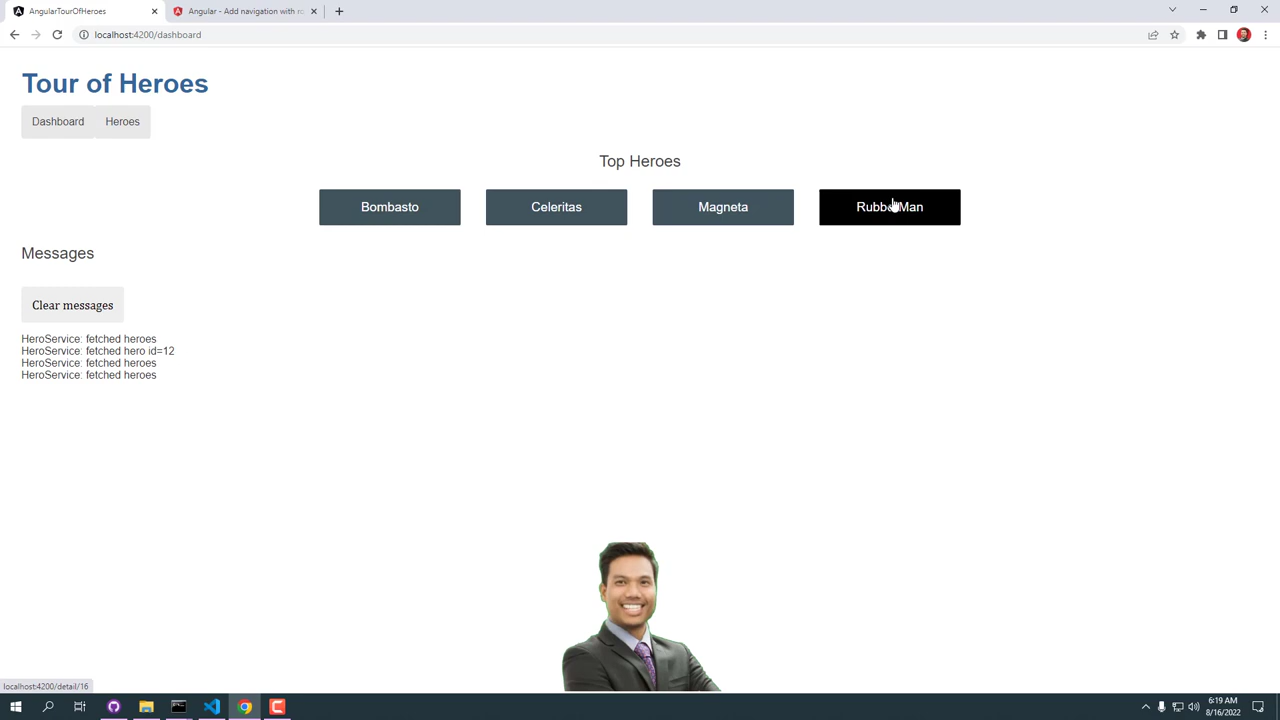 AngularTourOfHeroes
Angular - Add navigation with ro
localhost:4200/dashboard
Tour of Heroes
Dashboard
Heroes
Top Heroes
Bombasto
Celeritas
Magneta
RubberMan
Messages
Clear messages
HeroService: fetched heroes
HeroService: fetched hero id=12
HeroService: fetched heroes
HeroService: fetched heroes
localhost:4200/detail/16
6:19 AM
8/16/2022